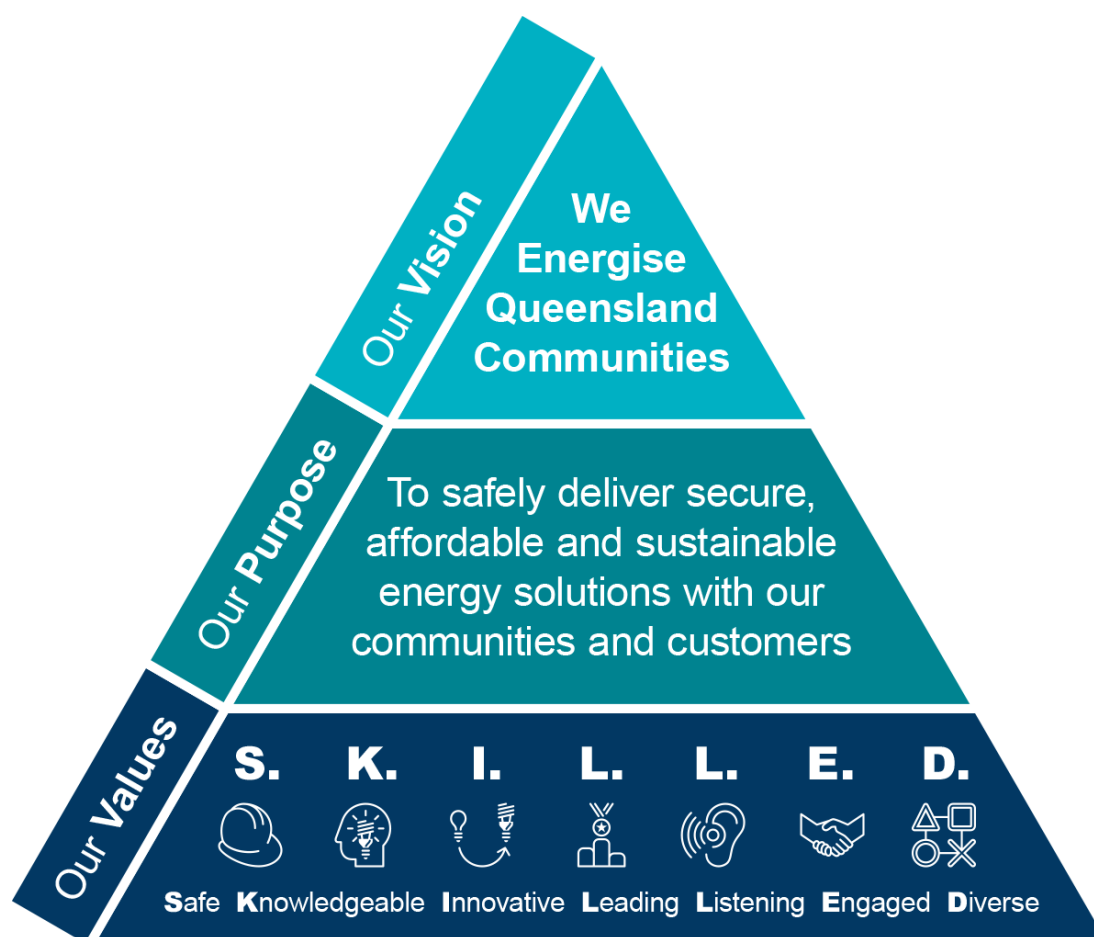 Our Vision
We
Energise
Queensland
Communities
Our Purpose
To safely deliver secure,
affordable and sustainable
energy solutions with our
communities and customers
Our Values
S. K. I. L. L. E. D.
Safe Knowledgeable Innovative Leading Listening Engaged Diverse